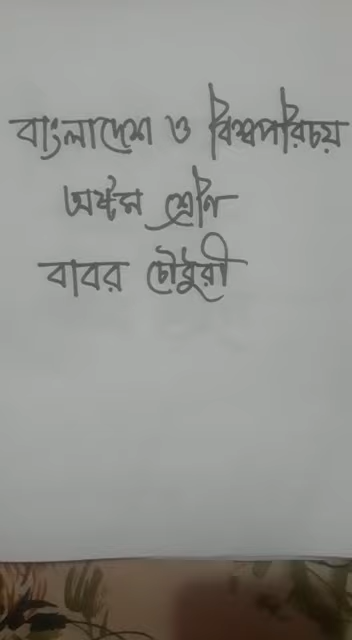 বাংলাদেশ ও বিশ্বপরিচয়
অষ্টম শ্রেণি
বাবর চৌধুরী